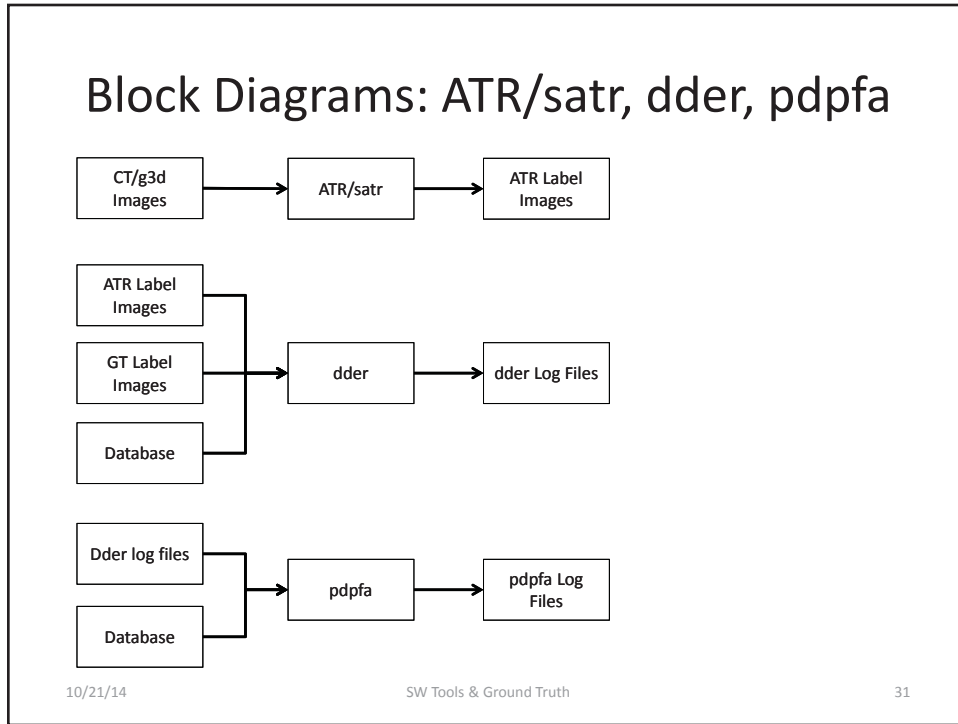 Block Diagrams: ATR/satr, dder, pdpfa
CT/g3d
Images
ATR/satr
ATR Label
Images
ATR Label
Images
GT Label
Images
Database
dder
dder Log Files
Dder log files
Database
pdpfa
pdpfa Log
Files
10/21/14
SW Tools & Ground Truth
31